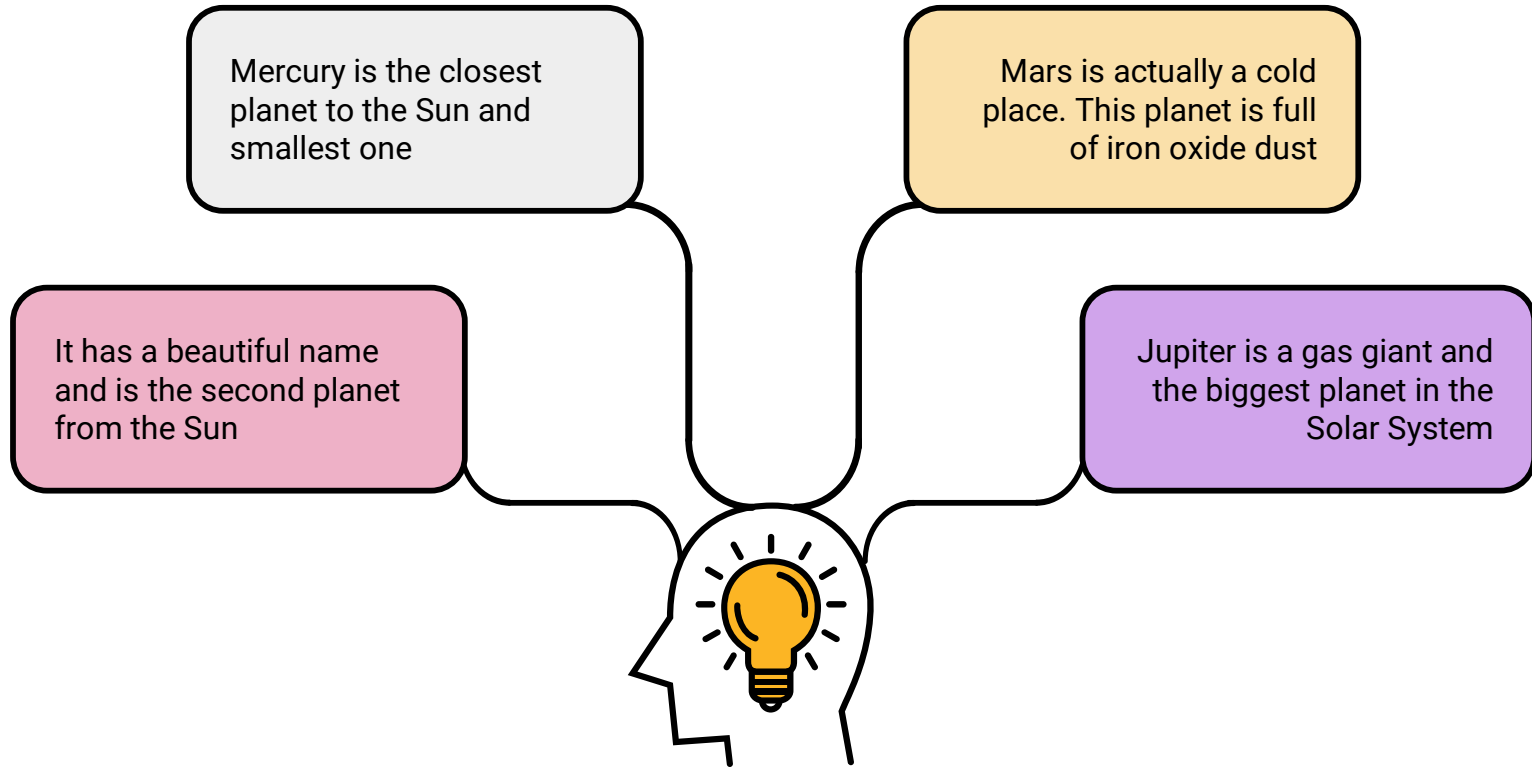 Mercury is the closest
planet to the Sun and
smallest one
Mars is actually a cold
place. This planet is full
of iron oxide dust
It has a beautiful name
and is the second planet
from the Sun
Jupiter is a gas giant and
the biggest planet in the
Solar System